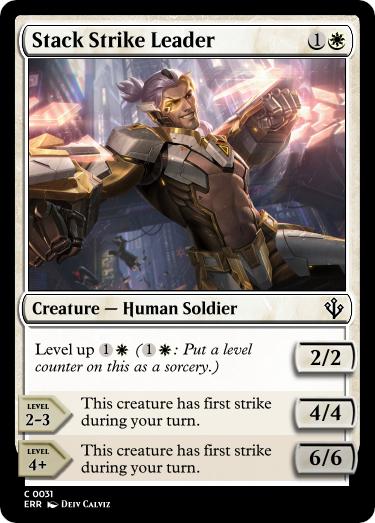 Stack Strike Leader 1
Creature — Human Soldier
Level up 1 (1 : Put a level
counter on this as a sorcery.)
2/2
LEVEL
2-3
This creature has first strike
during your turn.
4/4
LEVEL
4+
This creature has first strike
during your turn.
6/6
C 0031
ERR DEIV CALVIZ